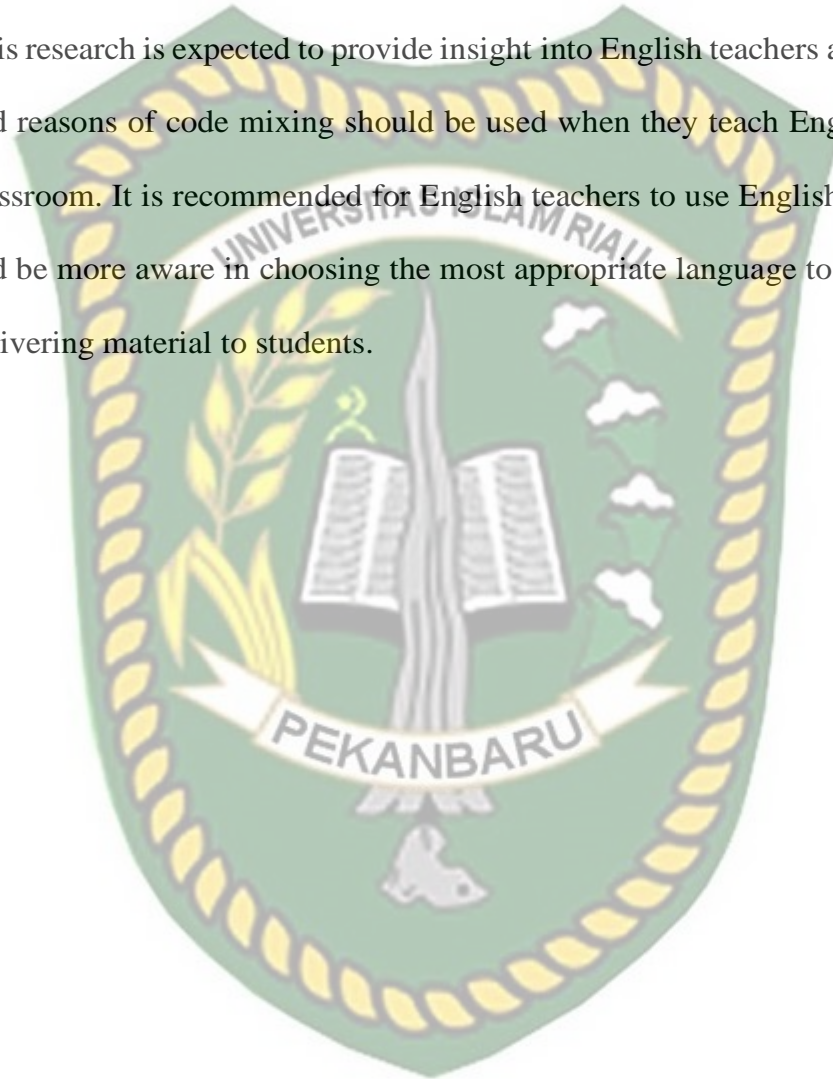 is research is expected to provide insight into English teachers a
d reasons of code mixing should be used when they teach Eng
ssroom. It is recommended for English teachers to use English
UNIVERSITAS ISLAM RIAU
d be more aware in choosing the most appropriate language to
ivering material to students.
PEKANBARU